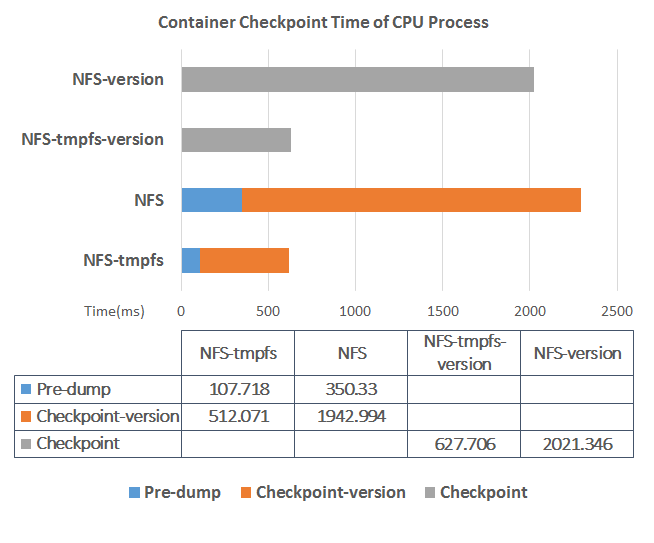 Container Checkpoint Time of CPU Process
NFS-version
NFS-tmpfs-version
NFS
NFS-tmpfs
Time(ms) 0 500 1000 1500 2000 2500
NFS-tmpfs NFS NFS-tmpfs-
version NFS-version
Pre-dump 107.718 350.33
Checkpoint-version 512.071 1942.994
Checkpoint 627.706 2021.346
Pre-dump Checkpoint-version Checkpoint